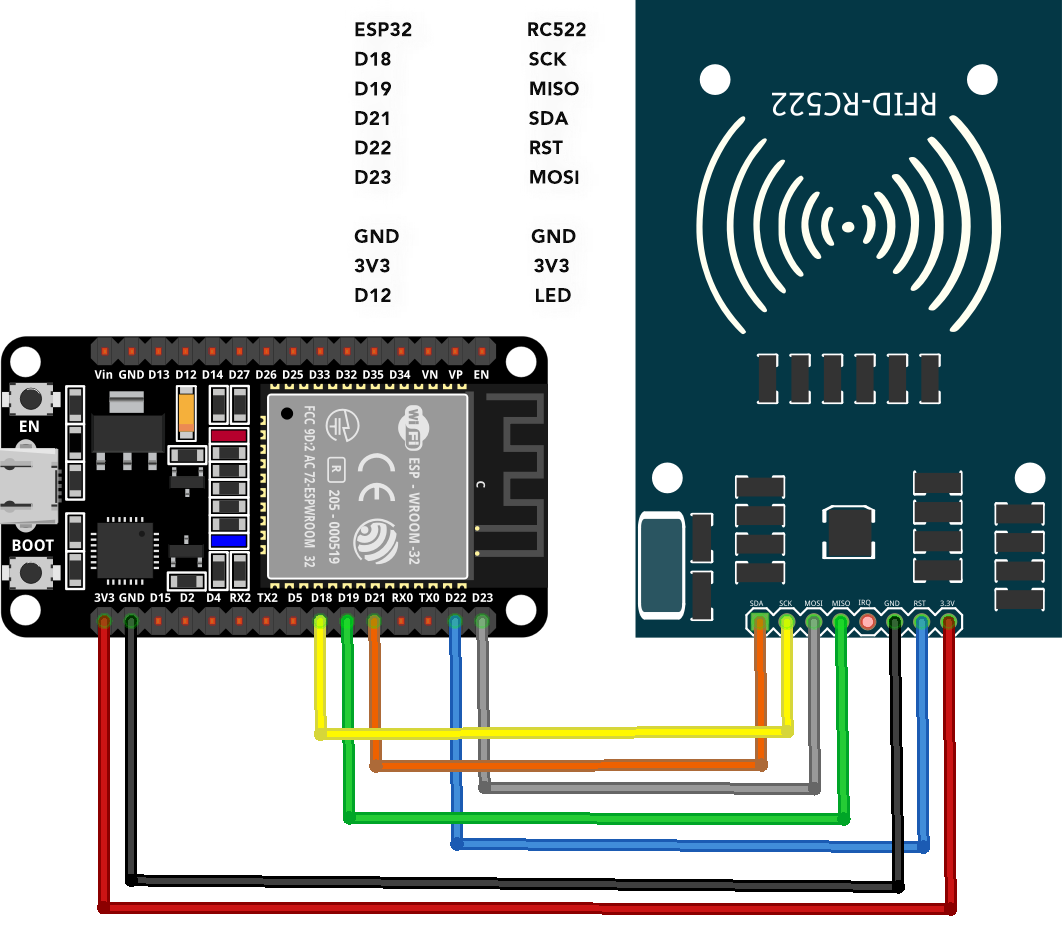 ESP32 RC522
D18 SCK
D19 MISO
D21 SDA
D22 RST
D23 MOSI
GND GND
3V3 3V3
D12 LED
RFID-RC522
Vin GND D13 D12 D14 D27 D26 D25 D33 D32 D35 D34 VN VP EN
EN
BOOT
FCC 9D:2 AC72-ESPWROOM 32
R 205 - 000519
CE
Wi Fi ESP - WROOM -32
C
3V3 GND D15 D2 D4 RX2 TX2 D5 D18 D19 D21 RX0 TX0 D22 D23
SDA SCK MOSI MISO IRQ GND RST 3.3V